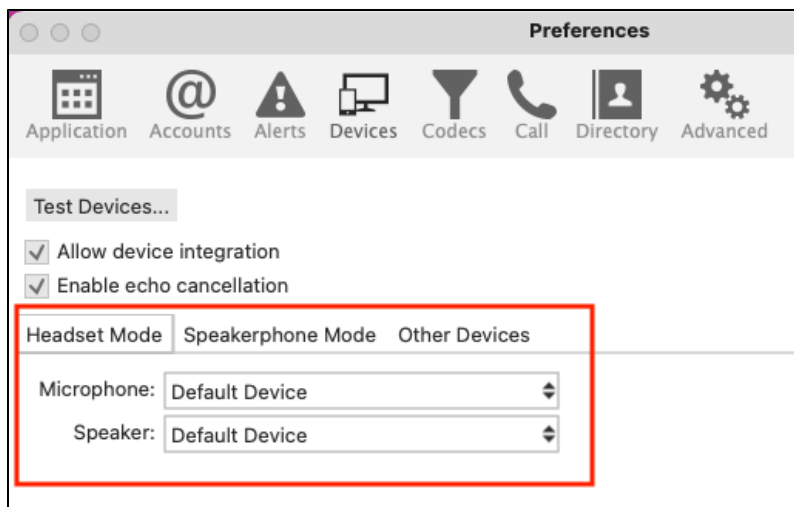 Preferences
Application Accounts Alerts Devices Codecs Call Directory Advanced
Test Devices...
Allow device integration
Enable echo cancellation
Headset Mode Speakerphone Mode Other Devices
Microphone: Default Device
Speaker: Default Device